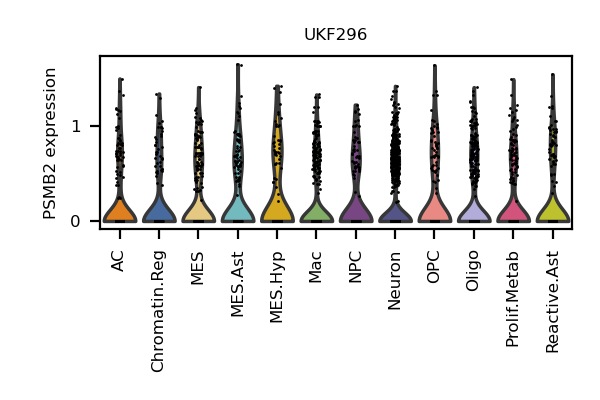 UKF296
PSMB2 expression
1
0
AC
Chromatin.Reg
MES
MES.Ast
MES.Hyp
Mac
NPC
Neuron
OPC
Oligo
Prolif.Metab
Reactive.Ast